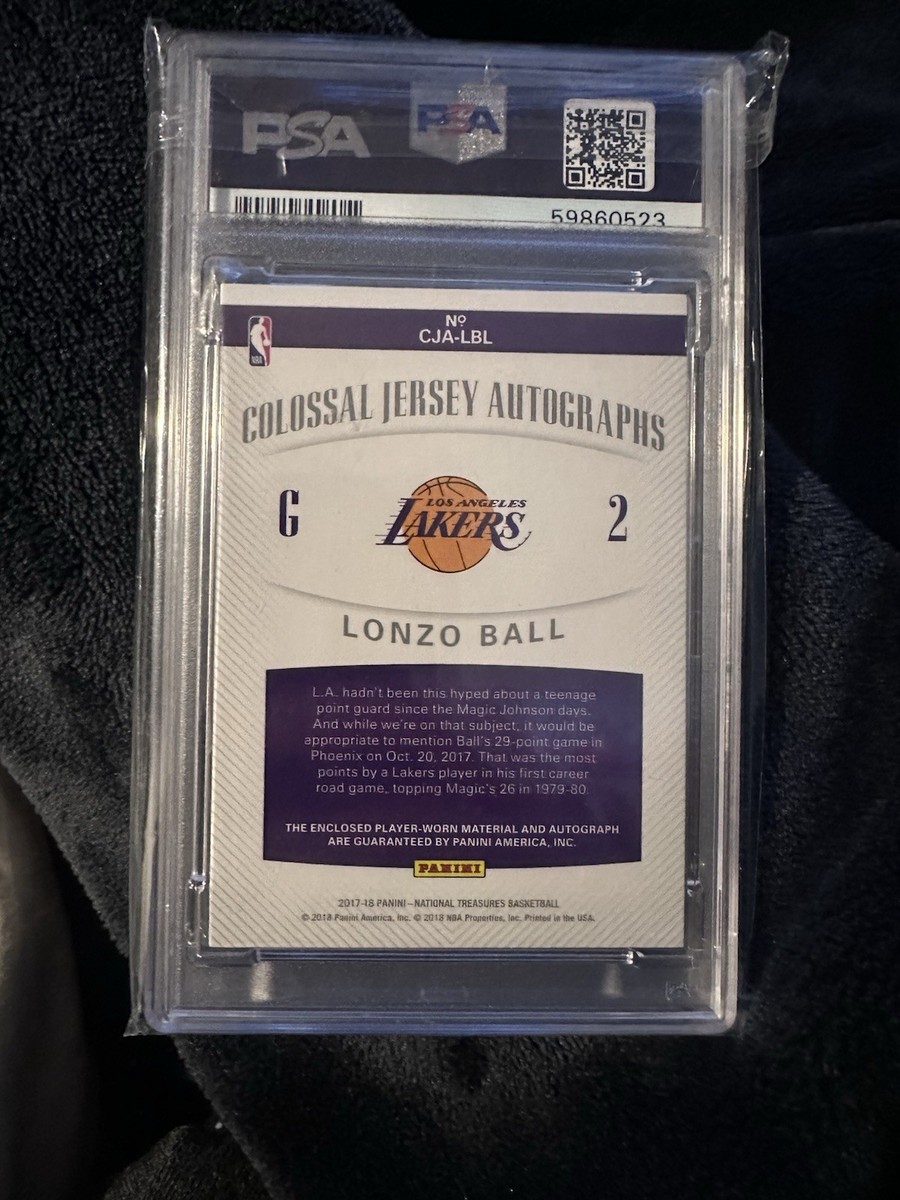 PSA
PSA
59860523
Nº
CJA-LBL
COLOSSAL JERSEY AUTOGRAPHS
G
LOS ANGELES
LAKERS
2
LONZO BALL
L.A. hadn't been this hyped about a teenage
point guard since the Magic Johnson days.
And while we're on that subject, it would be
appropriate to mention Ball's 29-point game in
Phoenix on Oct. 20, 2017. That was the most
points by a Lakers player in his first career
road game, topping Magic's 26 in 1979-80.
THE ENCLOSED PLAYER-WORN MATERIAL AND AUTOGRAPH
ARE GUARANTEED BY PANINI AMERICA, INC.
PANINI
2017-18 PANINI – NATIONAL TREASURES BASKETBALL
© 2018 Panini America, Inc. © 2018 NBA Properties, Inc. Printed in the USA.